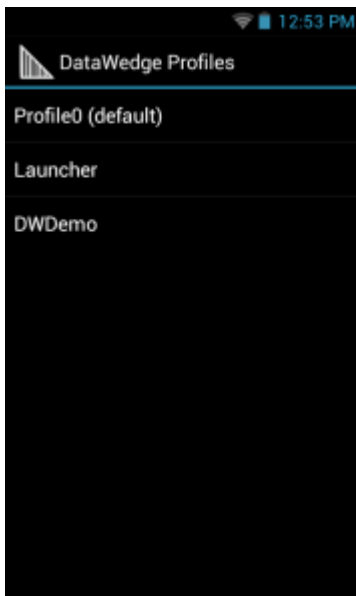 12:53 PM
DataWedge Profiles
Profile0 (default)
Launcher
DWDemo